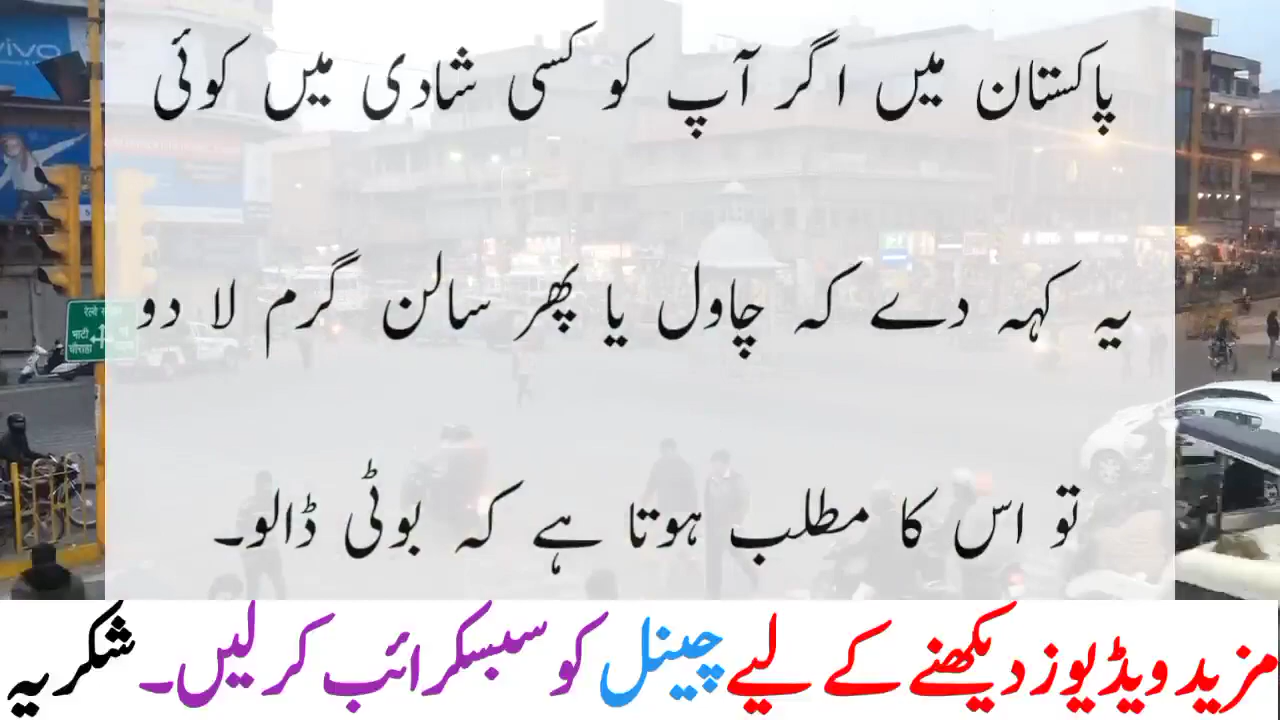 پاکستان میں اگر آپ کو کسی شادی میں کوئی
یہ کہہ دے کہ چاول یا پھر سالن گرم لا دو
تو اس کا مطلب ہوتا ہے کہ بوٹی ڈالو۔
مزید ویڈیوز دیکھنے کے لیے چینل کو سبسکرائب کر لیں۔ شکریہ
vivo
भाटी
चौराहा